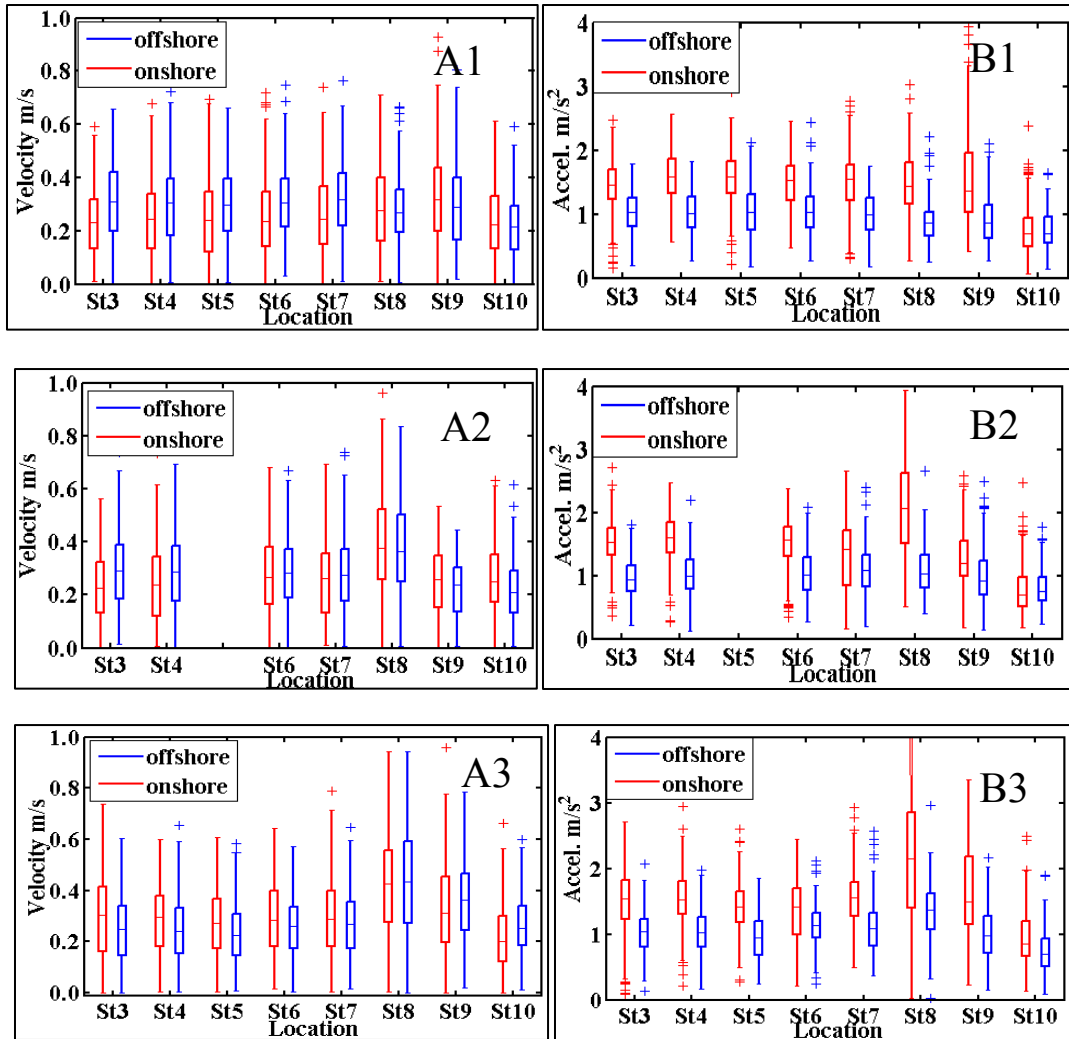 1.0
0.8
0.6
0.4
0.2
0.0
Velocity m/s
offshore
onshore
A1
St3 St4 St5 St6 St7 St8 St9 St10
Location
4
3
2
1
0
Accel. m/s²
offshore
onshore
B1
St3 St4 St5 St6 St7 St8 St9 St10
Location
1.0
0.8
0.6
0.4
0.2
0.0
Velocity m/s
offshore
onshore
A2
St3 St4 St6 St7 St8 St9 St10
Location
4
3
2
1
0
Accel. m/s²
offshore
onshore
B2
St3 St4 St5 St6 St7 St8 St9 St10
Location
1.0
0.8
0.6
0.4
0.2
0.0
Velocity m/s
offshore
onshore
A3
St3 St4 St5 St6 St7 St8 St9 St10
Location
4
3
2
1
0
Accel. m/s²
offshore
onshore
B3
St3 St4 St5 St6 St7 St8 St9 St10
Location